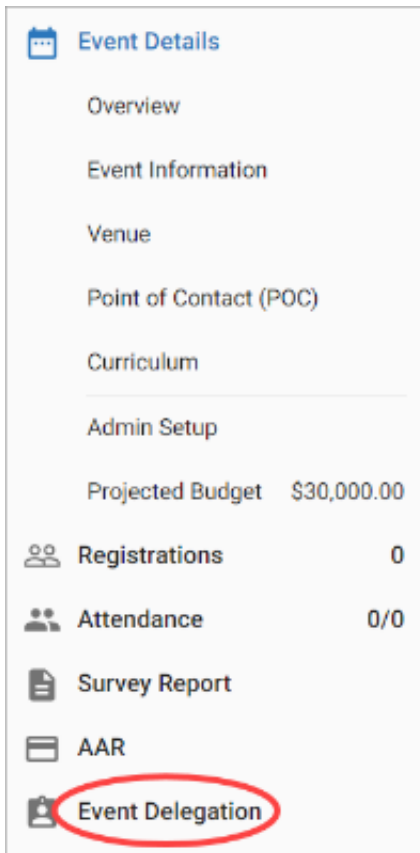 Event Details
Overview
Event Information
Venue
Point of Contact (POC)
Curriculum
Admin Setup
Projected Budget $30,000.00
Registrations 0
Attendance 0/0
Survey Report
AAR
Event Delegation